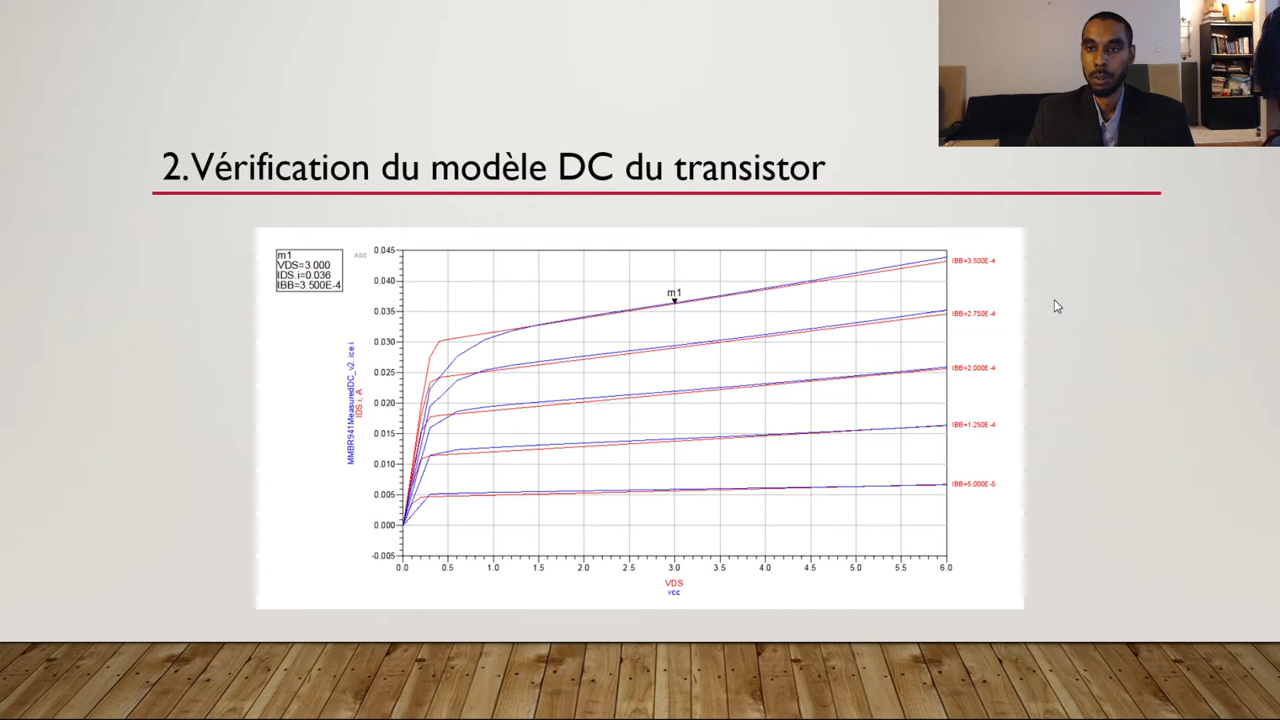 2. Vérification du modèle DC du transistor
m1
VDS=3.000
IDS.i=0.036
IBB=3.500E-4
ADS
m1
0.045
0.040
0.035
0.030
0.025
0.020
0.015
0.010
0.005
0.000
-0.005
MMBR941MeasuredDC_v2..ice.i
IDS.i, A
IBB=3.500E-4
IBB=2.750E-4
IBB=2.000E-4
IBB=1.250E-4
IBB=5.000E-5
0.0 0.5 1.0 1.5 2.0 2.5 3.0 3.5 4.0 4.5 5.0 5.5 6.0
VDS
vcc